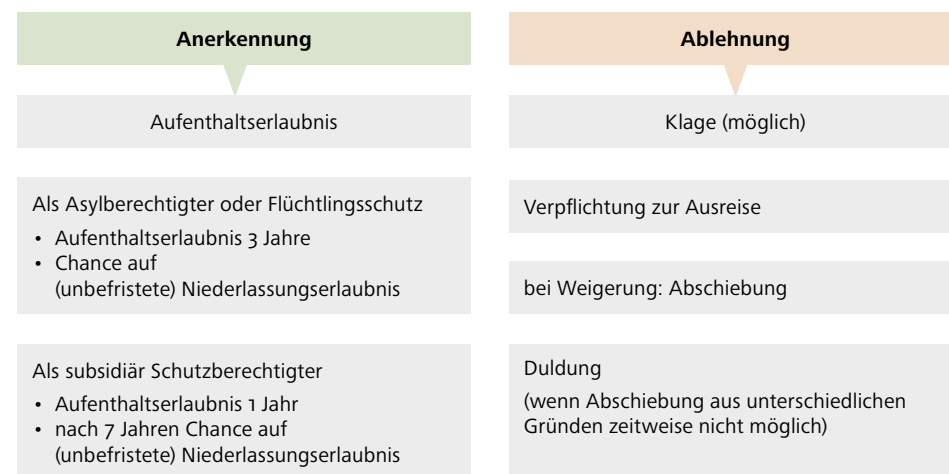 Anerkennung
Aufenthaltserlaubnis
Als Asylberechtigter oder Flüchtlingsschutz
• Aufenthaltserlaubnis 3 Jahre
• Chance auf
(unbefristete) Niederlassungserlaubnis
Als subsidiär Schutzberechtigter
• Aufenthaltserlaubnis 1 Jahr
• nach 7 Jahren Chance auf
(unbefristete) Niederlassungserlaubnis
Ablehnung
Klage (möglich)
Verpflichtung zur Ausreise
bei Weigerung: Abschiebung
Duldung
(wenn Abschiebung aus unterschiedlichen
Gründen zeitweise nicht möglich)